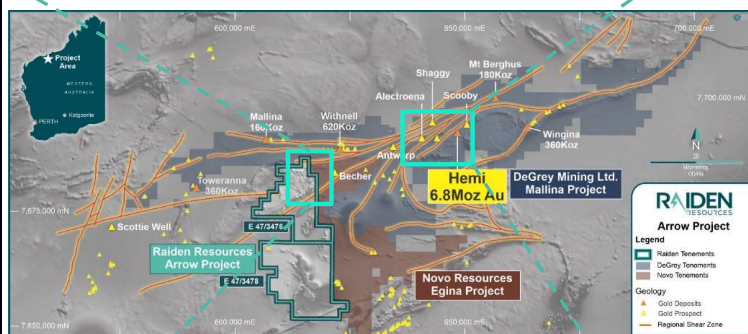 600,000 mE
650,000 mE
700,000 mE
Project
Area
WESTERN
AUSTRALIA
PERTH
Kalgoorlie
Mt Berghus
180Koz
Shaggy
Alectroena
Scooby
7,700,000 mN
Mallina
Withnell
620Koz
Wingina
360Koz
Antwerp
Toweranna
360Koz
Becher
Hemi
6.8Moz Au
DeGrey Mining Ltd.
Mallina Project
N
20
7,675,000 mN
Scottie Well
E 47/3476
Raiden Resources
Arrow Project
E 47/3478
Novo Resources
Egina Project
7,650,000 mN
650,000 mE
RAIDEN
RESOURCES
Arrow Project
Legend
Raiden Tenements
DeGrey Tenements
Novo Tenements
Geology
Gold Deposits
Gold Prospect
Regional Shear Zone